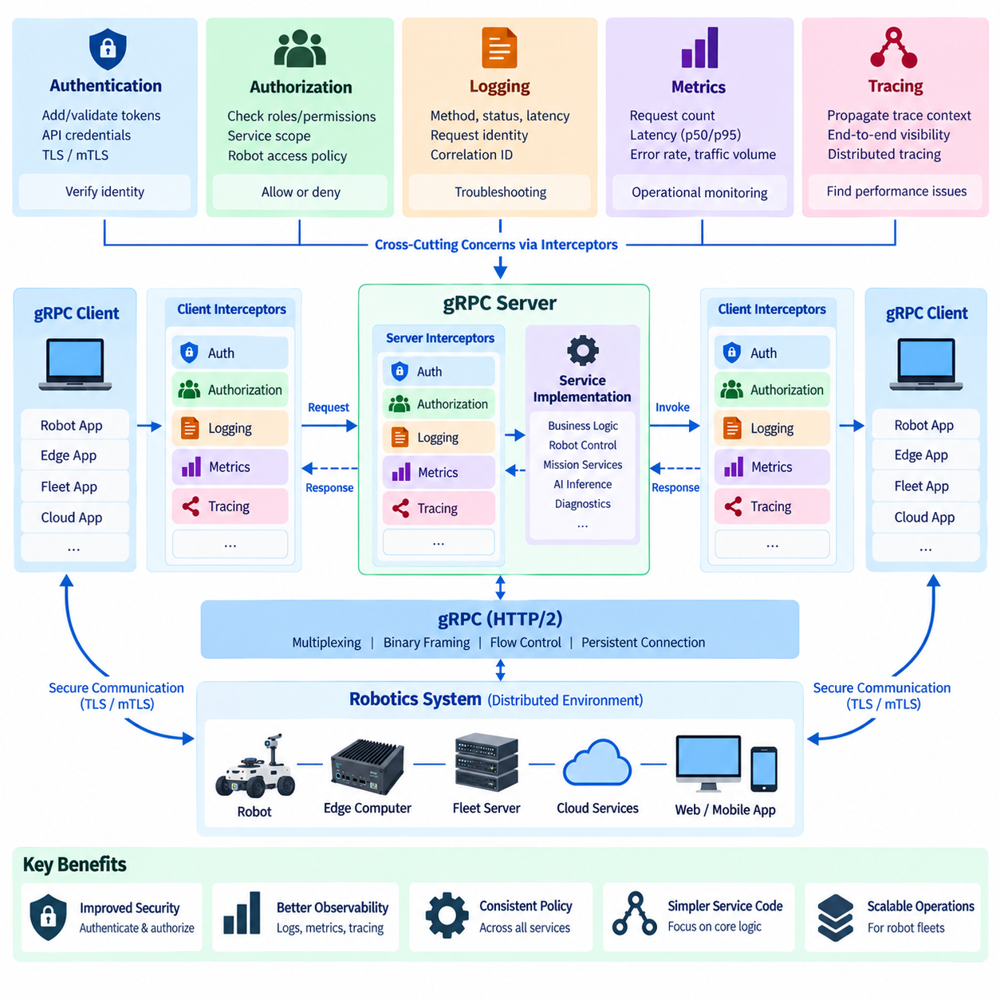 Authentication
Add/validate tokens
API credentials
TLS / mTLS
Verify identity
Authorization
Check roles/permissions
Service scope
Robot access policy
Allow or deny
Logging
Method, status, latency
Request identity
Correlation ID
Troubleshooting
Metrics
Request count
Latency (p50/p95)
Error rate, traffic volume
Operational monitoring
Tracing
Propagate trace context
End-to-end visibility
Distributed tracing
Find performance issues
Cross-Cutting Concerns via Interceptors
gRPC Client
Robot App
Edge App
Fleet App
Cloud App
...
Client Interceptors
Auth
Authorization
Logging
Metrics
Tracing
...
Request
Response
gRPC Server
Server Interceptors
Auth
Authorization
Logging
Metrics
Tracing
...
Service
Implementation
Business Logic
Robot Control
Mission Services
AI Inference
Diagnostics
...
Invoke
Response
Client Interceptors
Auth
Authorization
Logging
Metrics
Tracing
...
gRPC Client
Robot App
Edge App
Fleet App
Cloud App
...
gRPC (HTTP/2)
Multiplexing | Binary Framing | Flow Control | Persistent Connection
Secure Communication
(TLS / mTLS)
Secure Communication
(TLS / mTLS)
Robotics System (Distributed Environment)
Robot
Edge Computer
Fleet Server
Cloud Services
Web / Mobile App
Key Benefits
Improved Security
Authenticate & authorize
Better Observability
Logs, metrics, tracing
Consistent Policy
Across all services
Simpler Service Code
Focus on core logic
Scalable Operations
For robot fleets